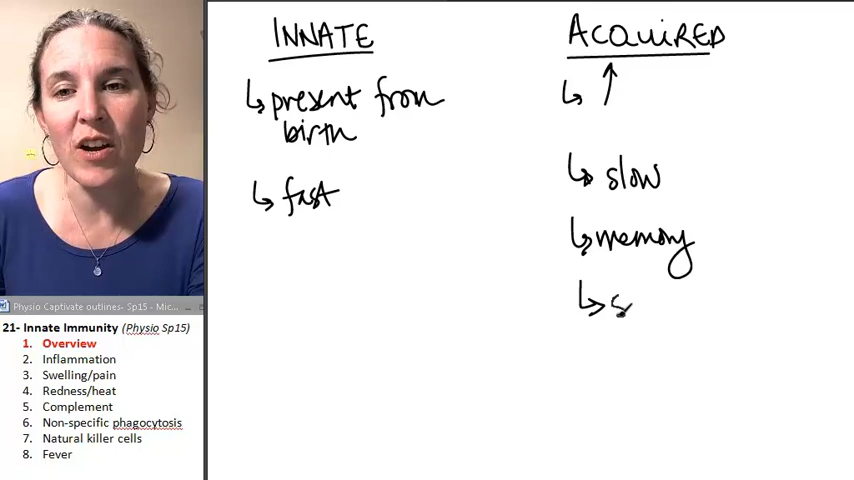 INNATE
ACQUIRED
present from
birth
slow
fast
memory
s
Physio Captivate outlines- Sp15 - Mic...
21- Innate Immunity (Physio Sp15)
1. Overview
2. Inflammation
3. Swelling/pain
4. Redness/heat
5. Complement
6. Non-specific phagocytosis
7. Natural killer cells
8. Fever